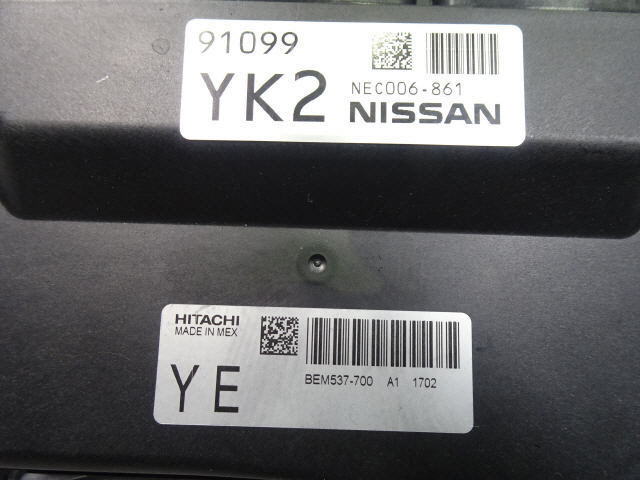 91099
YK2
NEC006-861
NISSAN
HITACHI
MADE IN MEX
YE
BEM537-700 A1 1702